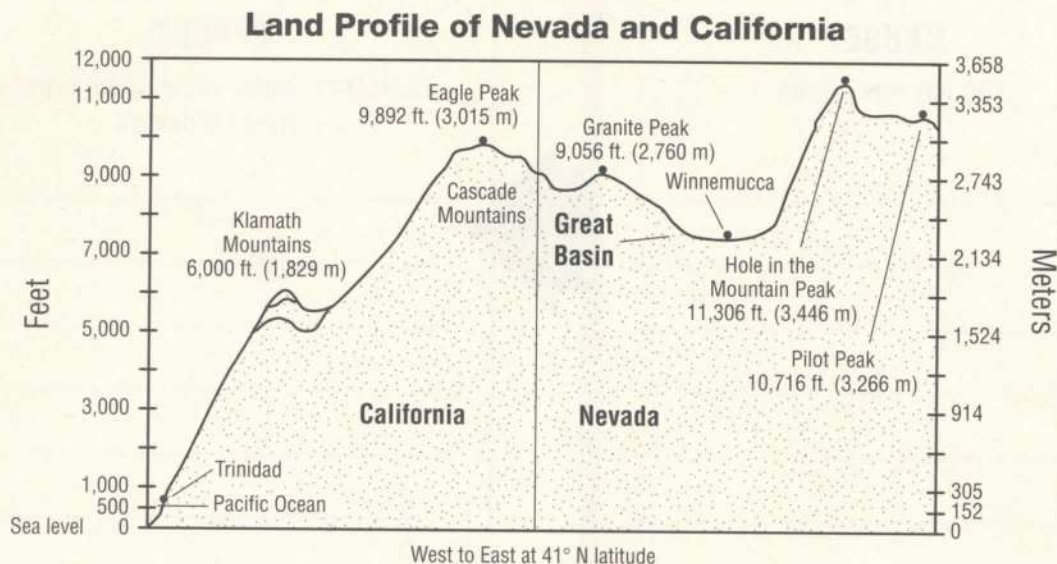 Land Profile of Nevada and California
12,000
11,000
9,000
7,000
5,000
3,000
1,000
500
Sea level 0
Feet
Eagle Peak
9,892 ft. (3,015 m)
Klamath
Mountains
6,000 ft. (1,829 m)
Cascade
Mountains
Granite Peak
9,056 ft. (2,760 m)
Winnemucca
Great
Basin
Hole in the
Mountain Peak
11,306 ft. (3,446 m)
Pilot Peak
10,716 ft. (3,266 m)
California
Nevada
Trinidad
Pacific Ocean
3,658
3,353
2,743
2,134
1,524
914
305
152
0
Meters
West to East at 41° N latitude